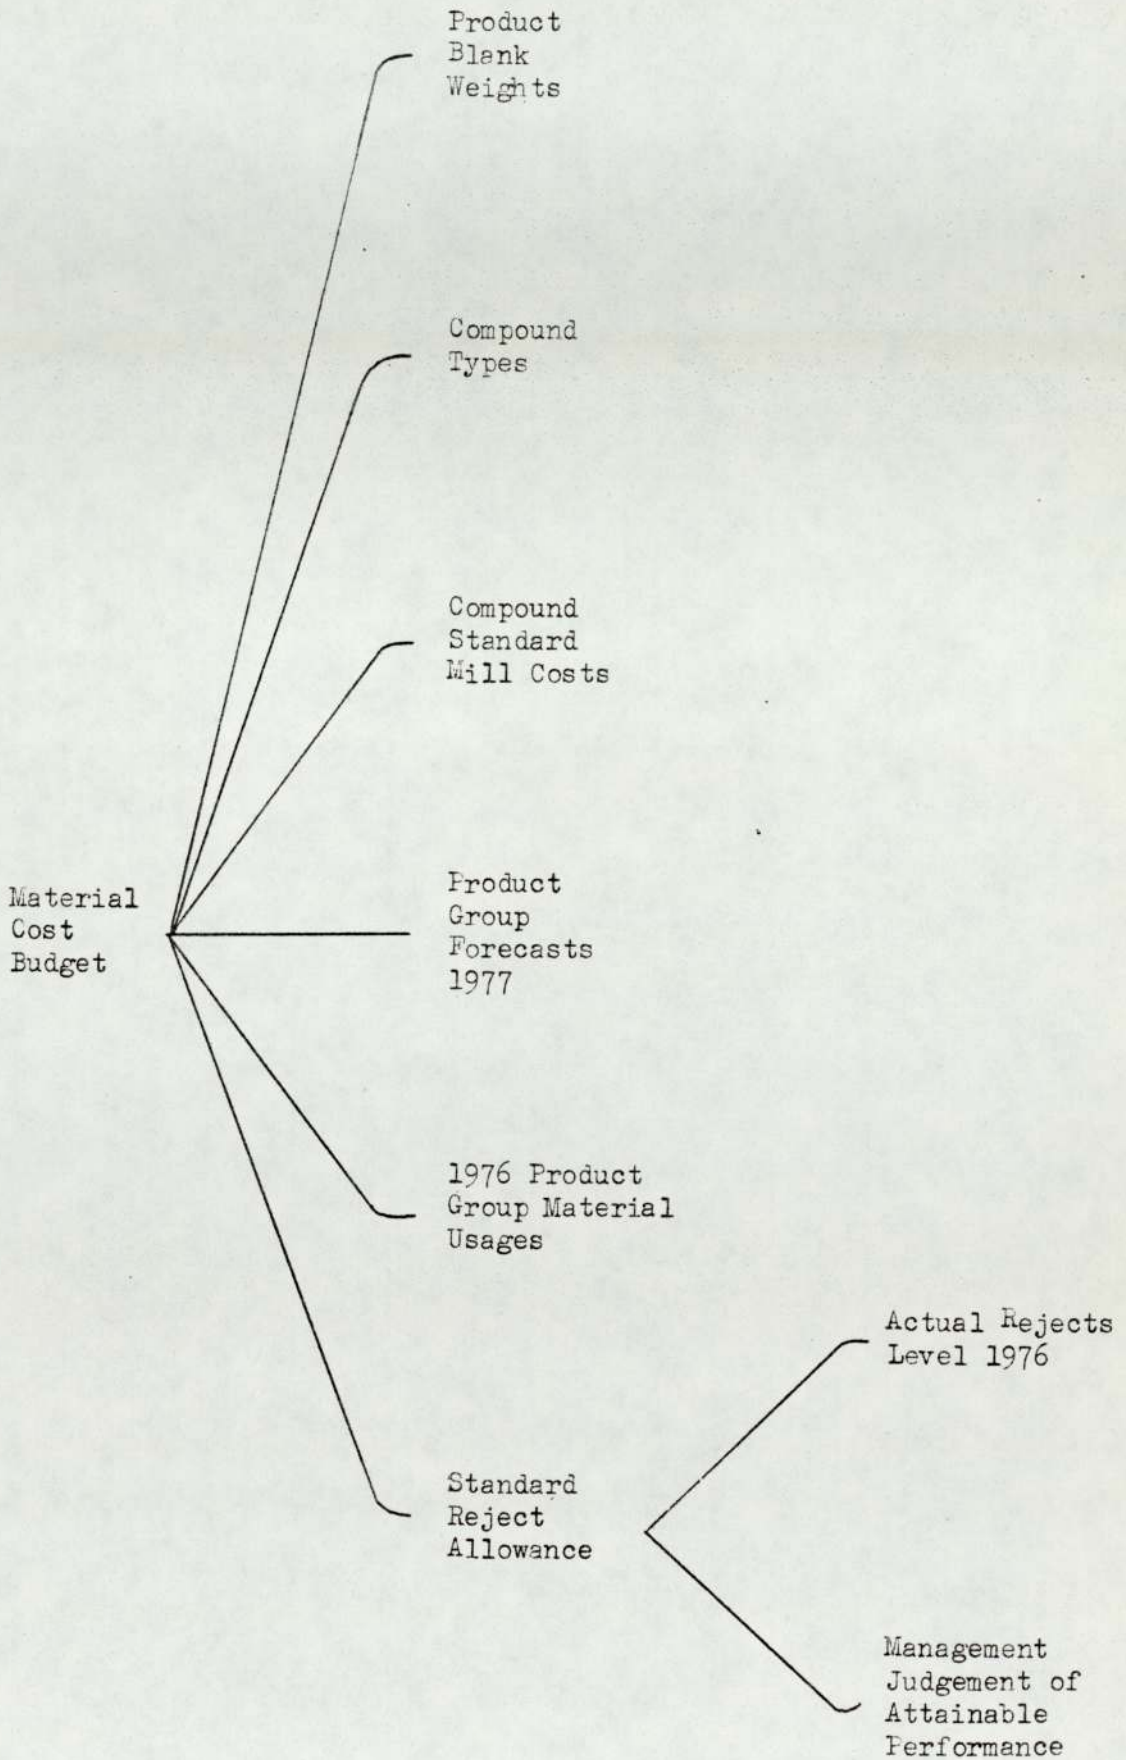 Product
Blank
Weights
Compound
Types
Compound
Standard
Mill Costs
Material
Cost
Budget
Product
Group
Forecasts
1977
1976 Product
Group Material
Usages
Actual Rejects
Level 1976
Standard
Reject
Allowance
Management
Judgement of
Attainable
Performance